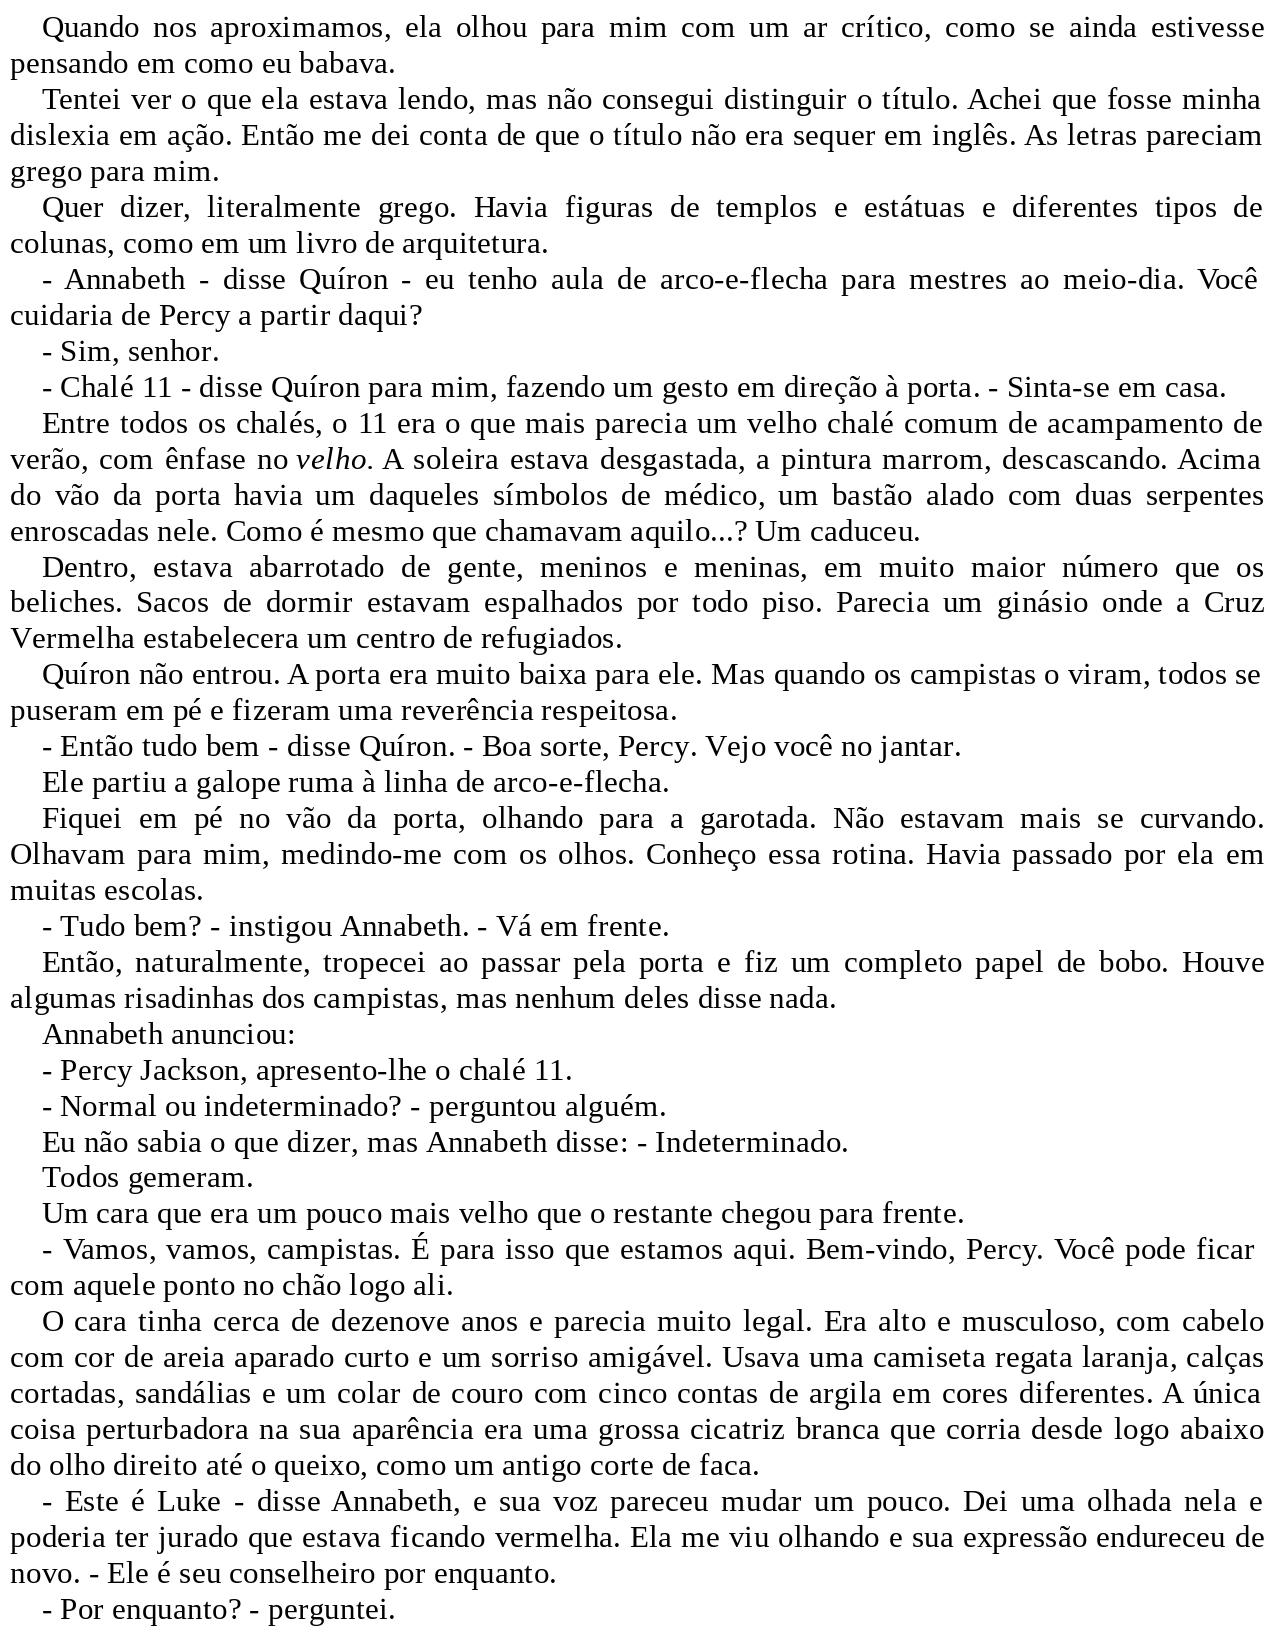 Quando nos aproximamos, ela olhou para mim com um ar crítico, como se ainda estivesse
pensando em como eu babava.
Tentei ver o que ela estava lendo, mas não consegui distinguir o título. Achei que fosse minha
dislexia em ação. Então me dei conta de que o título não era sequer em inglês. As letras pareciam
grego para mim.
Quer dizer, literalmente grego. Havia figuras de templos e estátuas e diferentes tipos de
colunas, como em um livro de arquitetura.
- Annabeth - disse Quíron - eu tenho aula de arco-e-flecha para mestres ao meio-dia. Você
cuidaria de Percy a partir daqui?
- Sim, senhor.
- Chalé 11 - disse Quíron para mim, fazendo um gesto em direção à porta. - Sinta-se em casa.
Entre todos os chalés, o 11 era o que mais parecia um velho chalé comum de acampamento de
verão, com ênfase no velho. A soleira estava desgastada, a pintura marrom, descascando. Acima
do vão da porta havia um daqueles símbolos de médico, um bastão alado com duas serpentes
enroscadas nele. Como é mesmo que chamavam aquilo...? Um caduceu.
Dentro, estava abarrotado de gente, meninos e meninas, em muito maior número que os
beliches. Sacos de dormir estavam espalhados por todo piso. Parecia um ginásio onde a Cruz
Vermelha estabelecera um centro de refugiados.
Quíron não entrou. A porta era muito baixa para ele. Mas quando os campistas o viram, todos se
puseram em pé e fizeram uma reverência respeitosa.
- Então tudo bem - disse Quíron. - Boa sorte, Percy. Vejo você no jantar.
Ele partiu a galope ruma à linha de arco-e-flecha.
Fiquei em pé no vão da porta, olhando para a garotada. Não estavam mais se curvando.
Olhavam para mim, medindo-me com os olhos. Conheço essa rotina. Havia passado por ela em
muitas escolas.
- Tudo bem? - instigou Annabeth. - Vá em frente.
Então, naturalmente, tropecei ao passar pela porta e fiz um completo papel de bobo. Houve
algumas risadinhas dos campistas, mas nenhum deles disse nada.
Annabeth anunciou:
- Percy Jackson, apresento-lhe o chalé 11.
- Normal ou indeterminado? - perguntou alguém.
Eu não sabia o que dizer, mas Annabeth disse: - Indeterminado.
Todos gemeram.
Um cara que era um pouco mais velho que o restante chegou para frente.
- Vamos, vamos, campistas. É para isso que estamos aqui. Bem-vindo, Percy. Você pode ficar
com aquele ponto no chão logo ali.
O cara tinha cerca de dezenove anos e parecia muito legal. Era alto e musculoso, com cabelo
com cor de areia aparado curto e um sorriso amigável. Usava uma camiseta regata laranja, calças
cortadas, sandálias e um colar de couro com cinco contas de argila em cores diferentes. A única
coisa perturbadora na sua aparência era uma grossa cicatriz branca que corria desde logo abaixo
do olho direito até o queixo, como um antigo corte de faca.
- Este é Luke - disse Annabeth, e sua voz pareceu mudar um pouco. Dei uma olhada nela e
poderia ter jurado que estava ficando vermelha. Ela me viu olhando e sua expressão endureceu de
novo. - Ele é seu conselheiro por enquanto.
- Por enquanto? - perguntei.